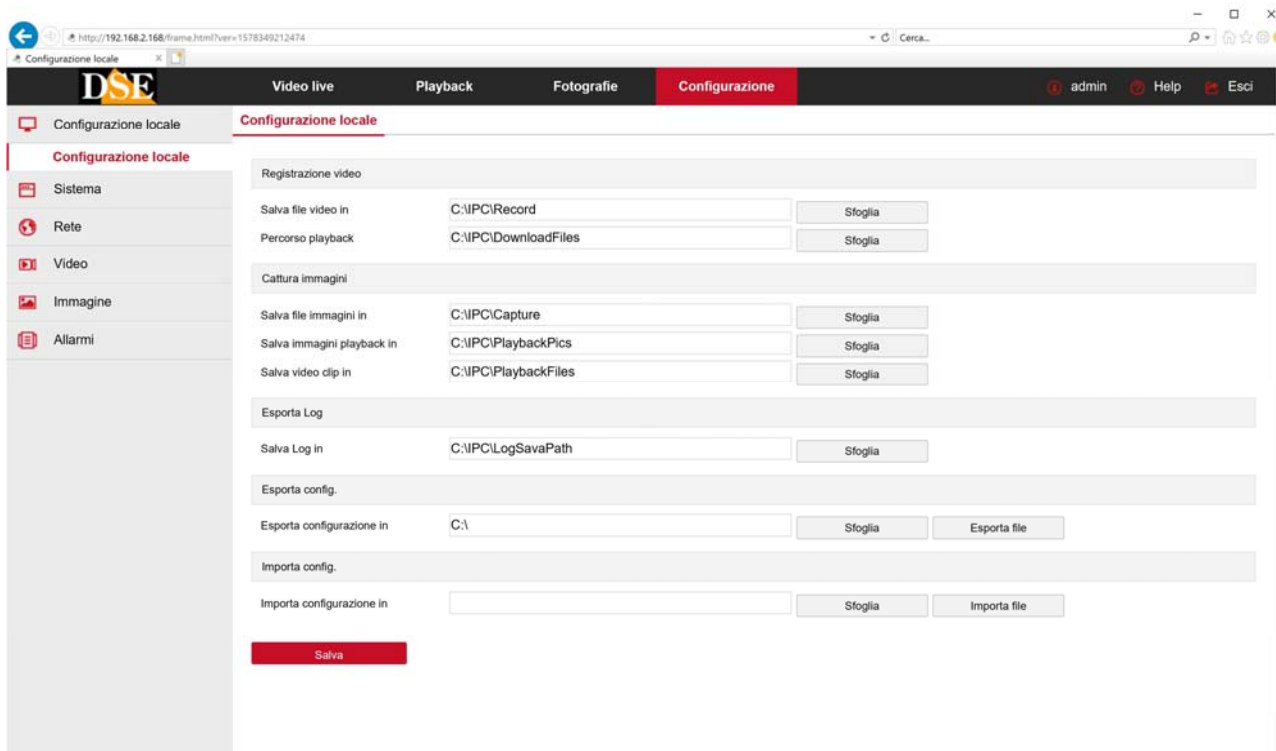 http://192.168.2.168/frame.html?ver=1578349212474
Cerca...
Configurazione locale
DSE
Video live Playback Fotografie Configurazione admin Help Esci
Configurazione locale
Configurazione locale
Configurazione locale
Sistema
Rete
Video
Immagine
Allarmi
Registrazione video
Salva file video in C:\IPC\Record Sfoglia
Percorso playback C:\IPC\DownloadFiles Sfoglia
Cattura immagini
Salva file immagini in C:\IPC\Capture Sfoglia
Salva immagini playback in C:\IPC\PlaybackPics Sfoglia
Salva video clip in C:\IPC\PlaybackFiles Sfoglia
Esporta Log
Salva Log in C:\IPC\LogSavaPath Sfoglia
Esporta config.
Esporta configurazione in C:\ Sfoglia Esporta file
Importa config.
Importa configurazione in Sfoglia Importa file
Salva